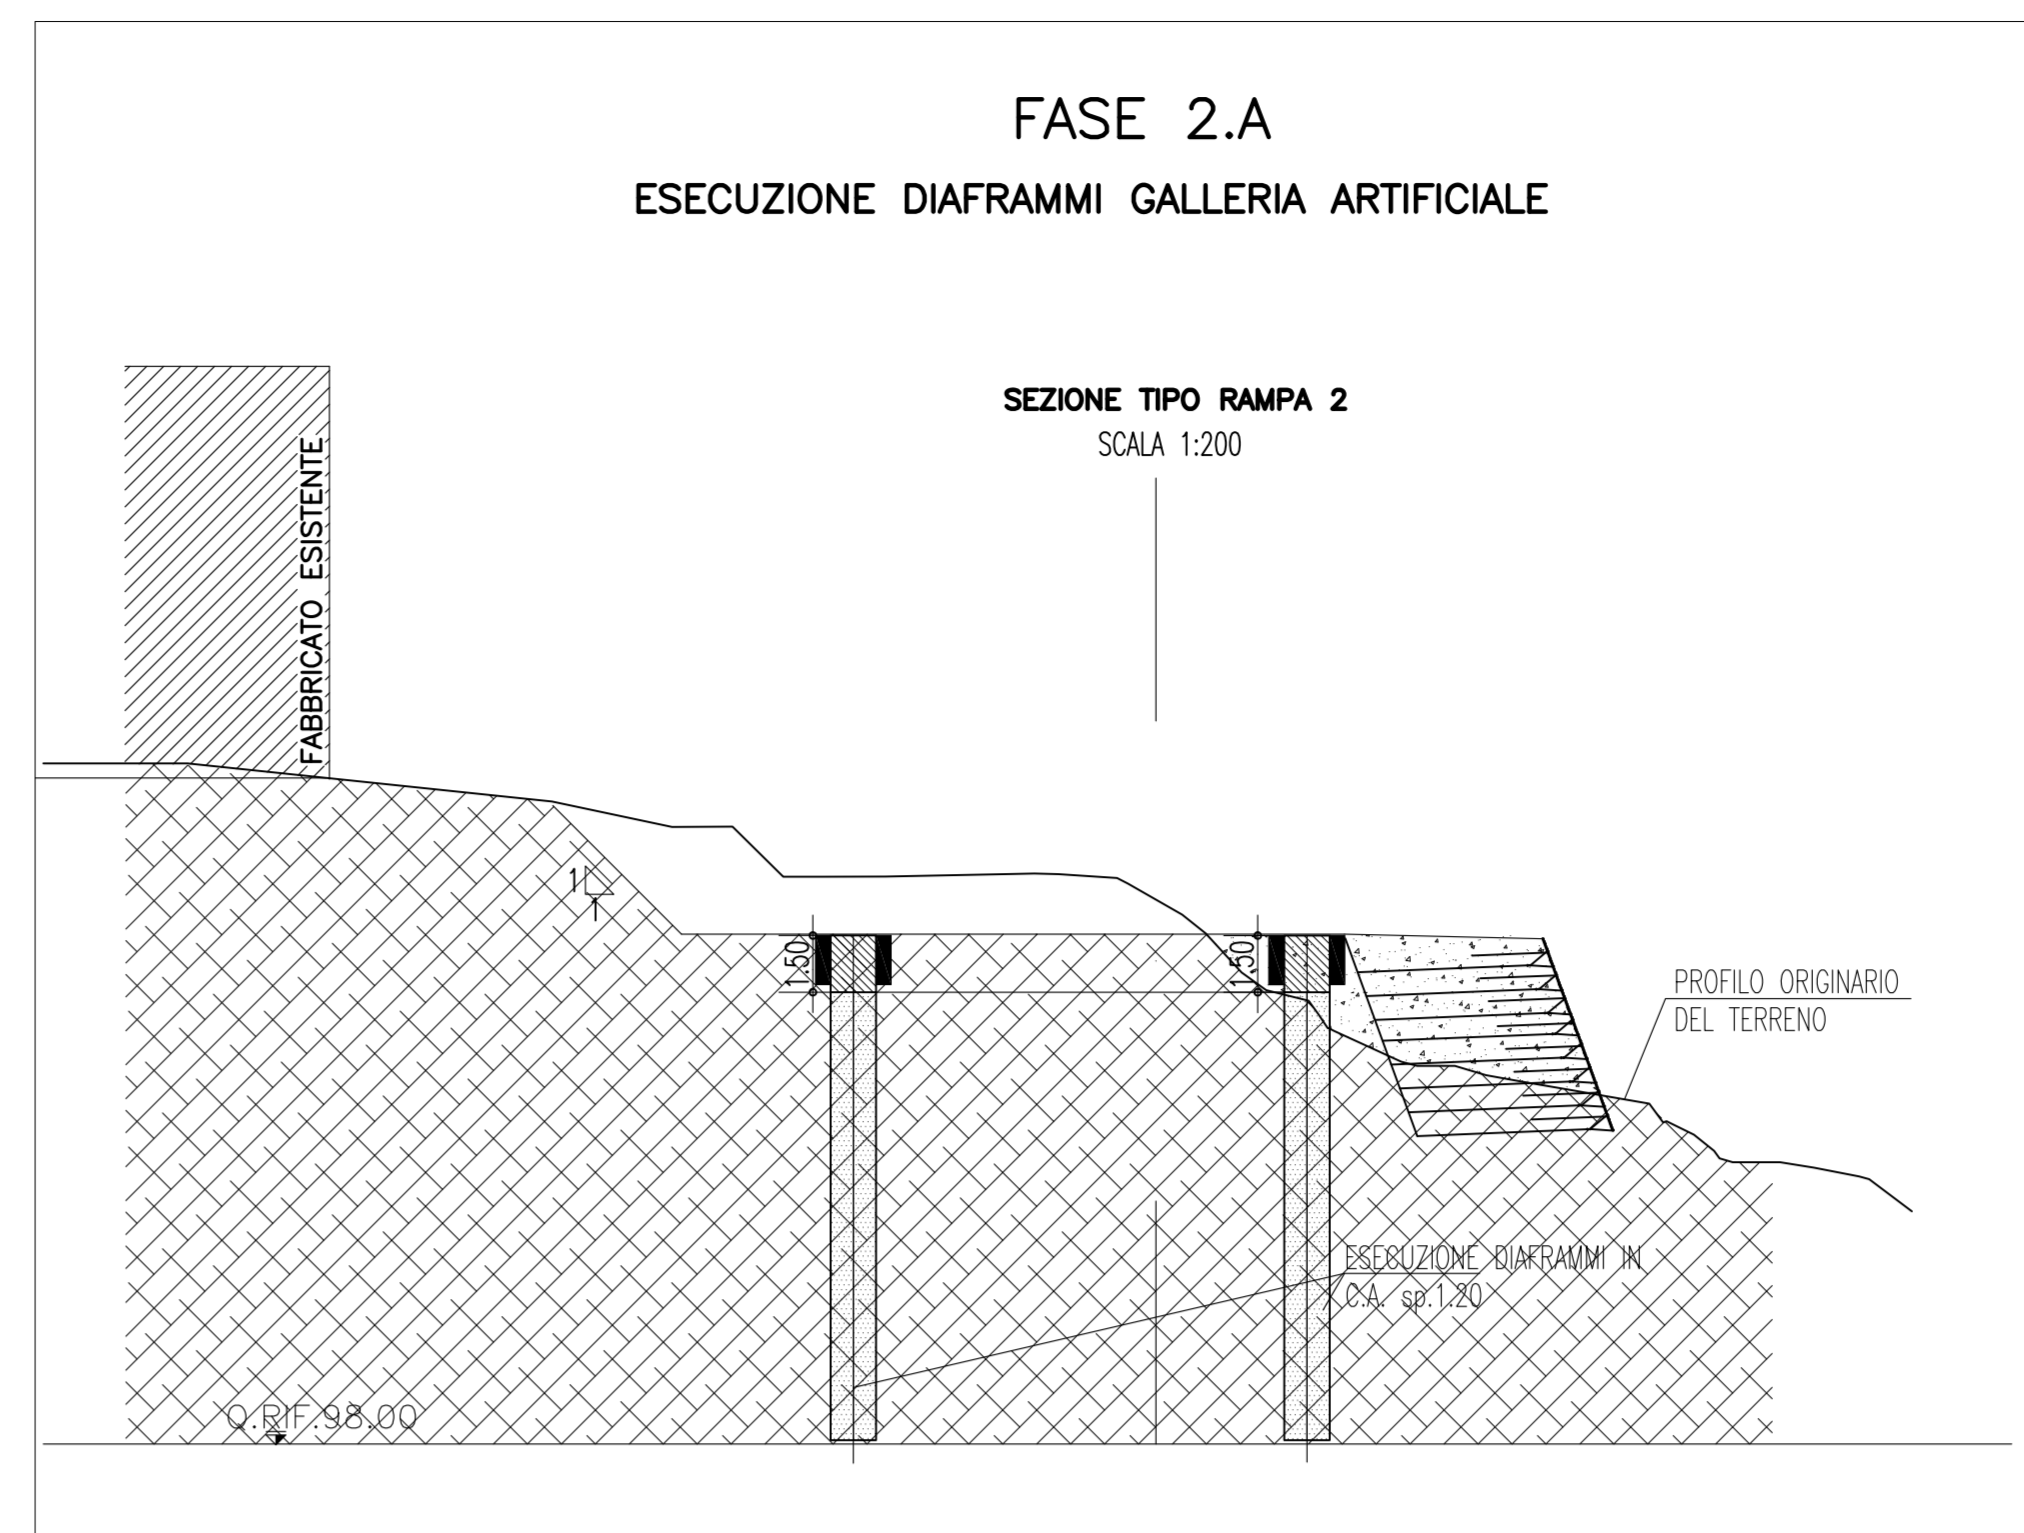 FASE 2.A
ESECUZIONE DIAFRAMMI GALLERIA ARTIFICIALE
SEZIONE TIPO RAMPA 2
SCALA 1:200
FABBRICATO ESISTENTE
1
1
1.50
1.50
PROFILO ORIGINARIO
DEL TERRENO
ESECUZIONE DIAFRAMMI IN
C.A. sp.1.20
Q.RIF.98.00